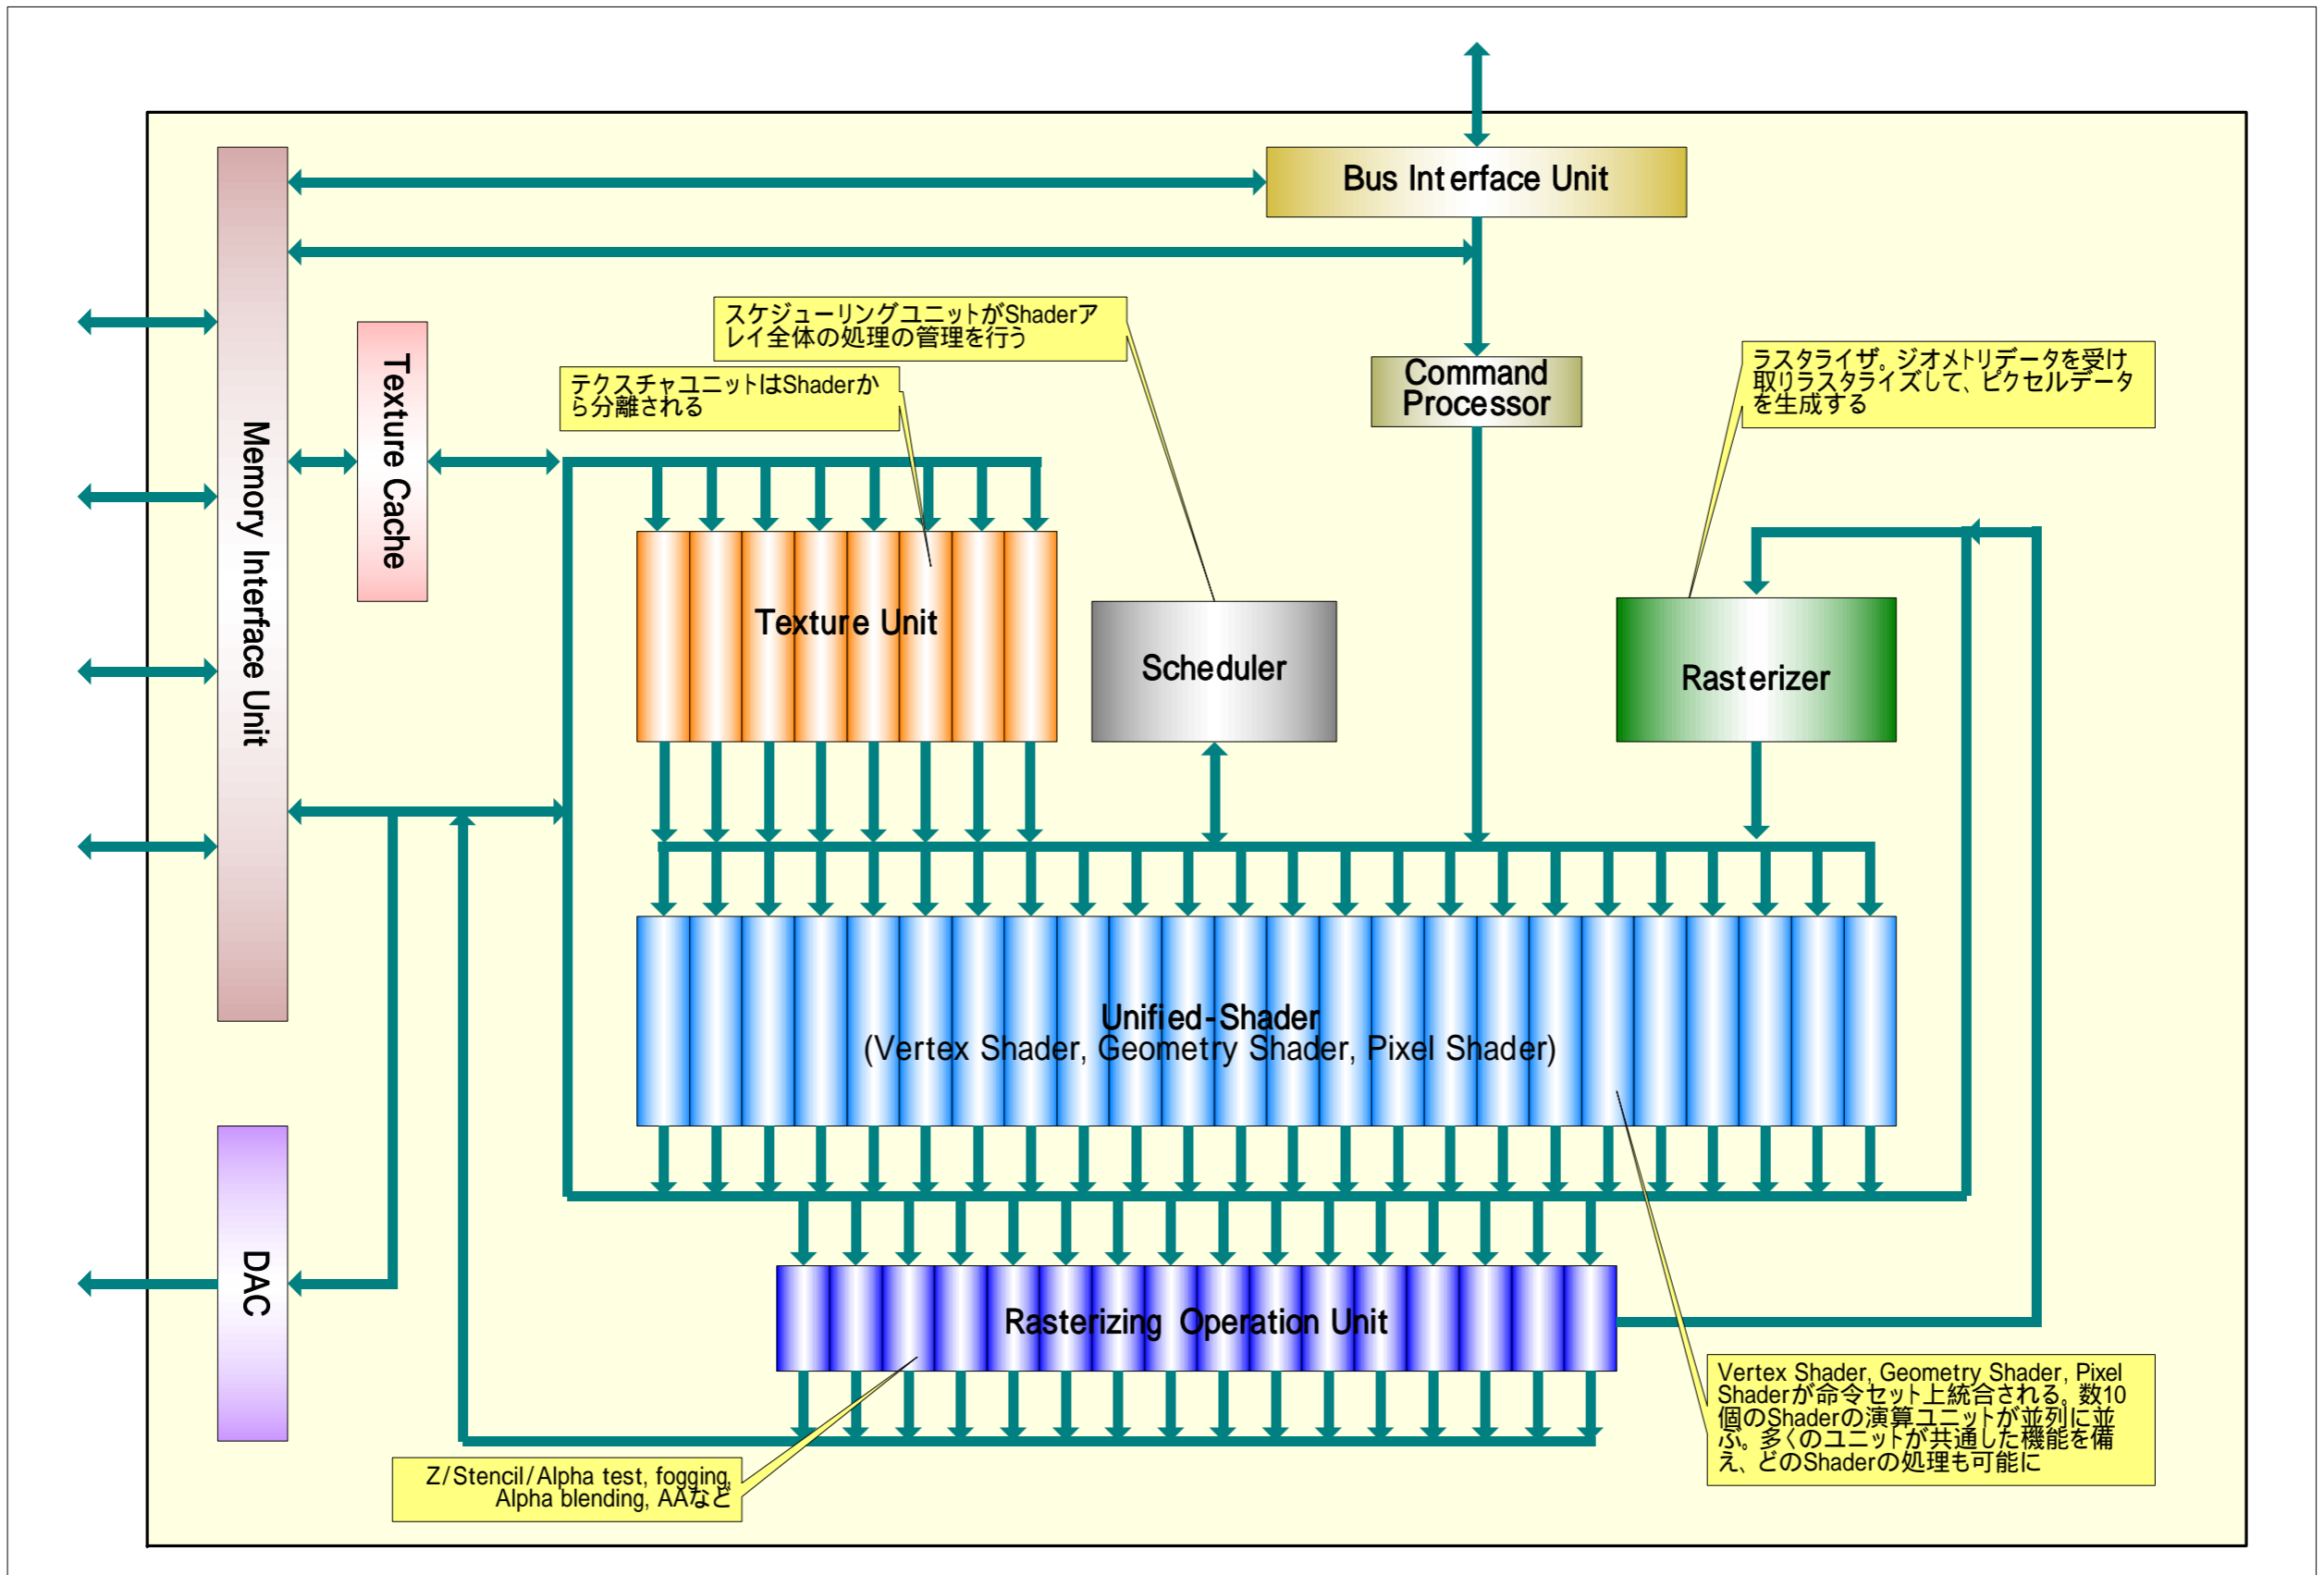 Bus Interface Unit
スケジューリングユニットがShaderア
レイ全体の処理の管理を行う
テクスチャユニットはShaderか
ら分離される
Command
Processor
ラスタライザ。ジオメトリデータを受け
取りラスタライズして、ピクセルデータ
を生成する
Memory Interface Unit
Texture Cache
Texture Unit
Scheduler
Rasterizer
Unified-Shader
(Vertex Shader, Geometry Shader, Pixel Shader)
DAC
Rasterizing Operation Unit
Vertex Shader, Geometry Shader, Pixel
Shaderが命令セット上統合される。数10
個のShaderの演算ユニットが並列に並
ぶ。多くのユニットが共通した機能を備
え、どのShaderの処理も可能に
Z/Stencil/Alpha test, fogging,
Alpha blending, AAなど